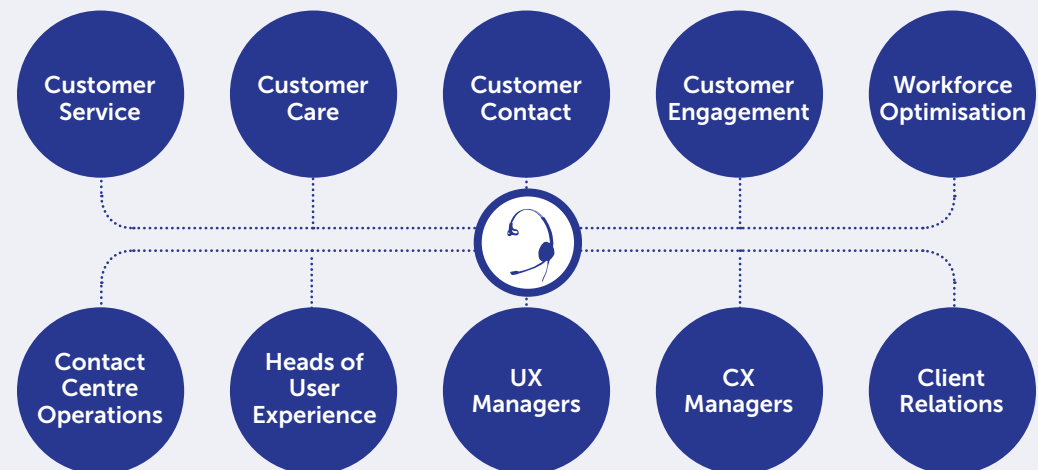 Customer
Service
Customer
Care
Customer
Contact
Customer
Engagement
Workforce
Optimisation
Contact
Centre
Operations
Heads of
User
Experience
UX
Managers
CX
Managers
Client
Relations